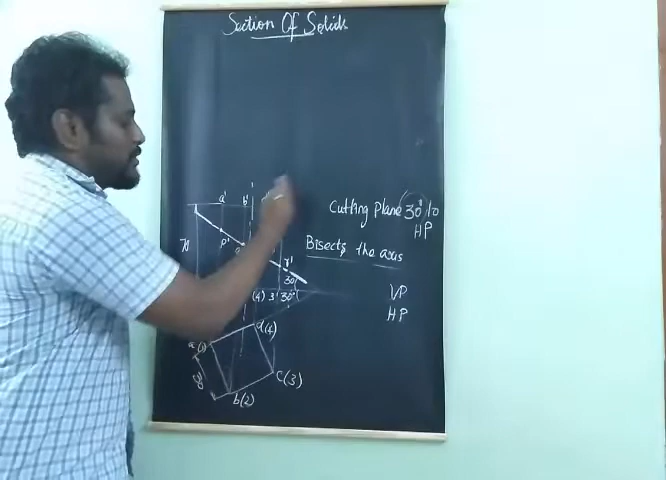 Section Of Solids
a' b'
Cutting plane 30° to
HP
70
p'
Bisects the axis
r'
30
(4) 3' 30°
VP
HP
d(4)
c(3)
b(2)